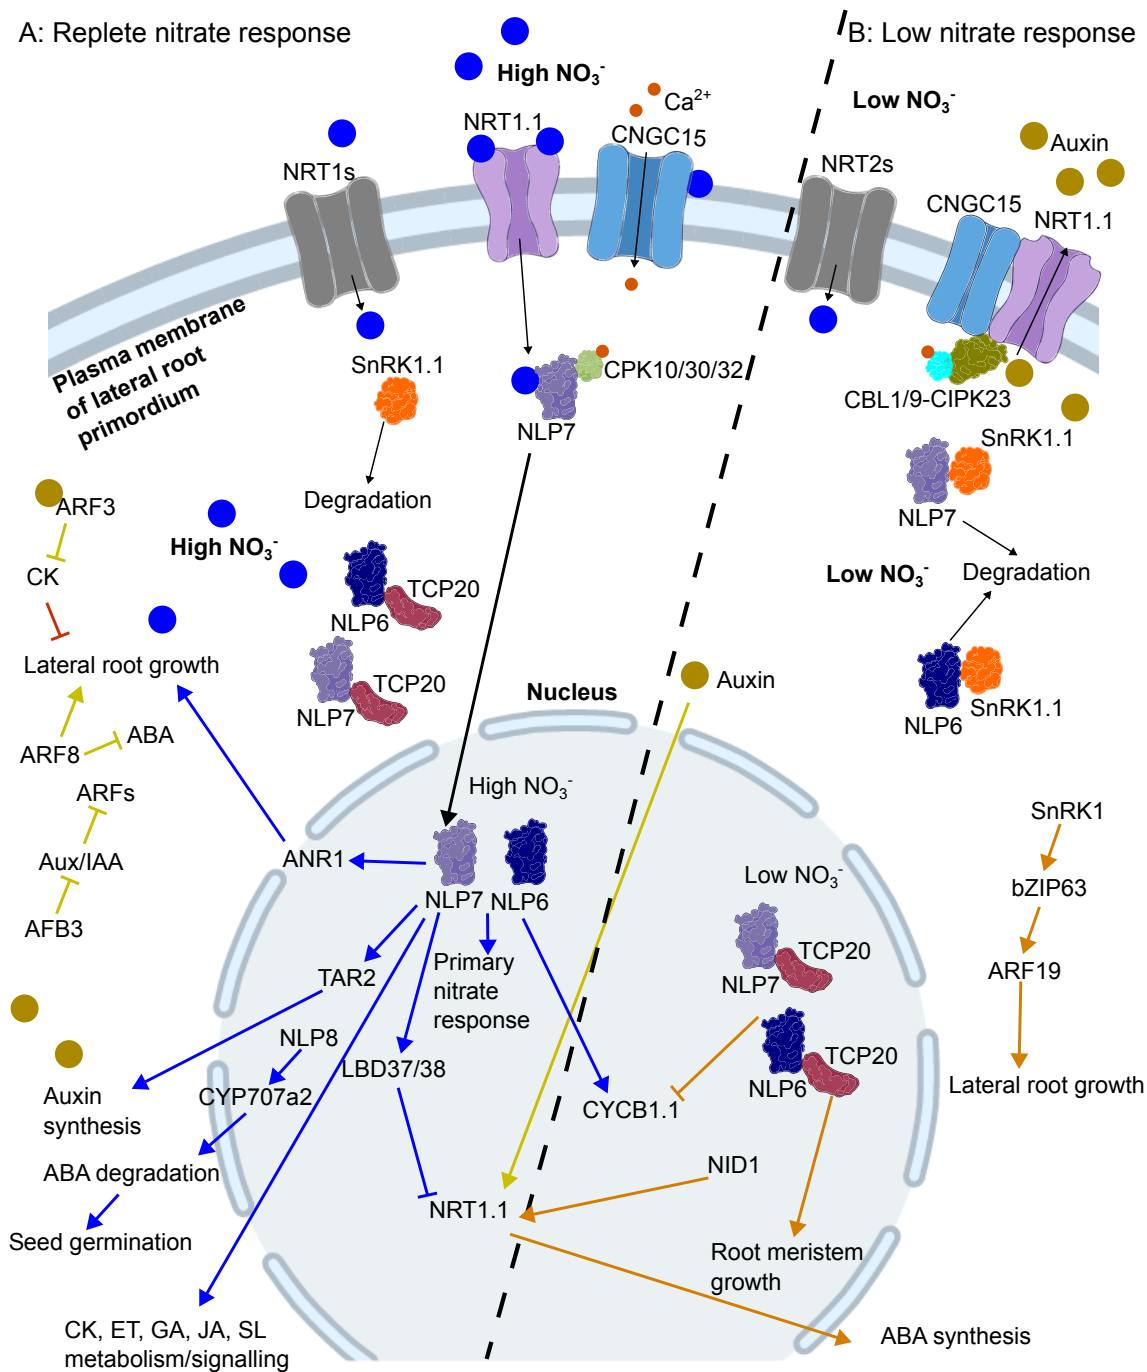 A: Replete nitrate response
B: Low nitrate response
High NO₃⁻
Ca²⁺
Low NO₃⁻
NRT1.1
CNGC15
Auxin
NRT1s
NRT2s
CNGC15
NRT1.1
Plasma membrane
of lateral root
primordium
SnRK1.1
CPK10/30/32
CBL1/9-CIPK23
NLP7
SnRK1.1
Degradation
ARF3
NLP7
High NO₃⁻
CK
Low NO₃⁻
Degradation
TCP20
NLP6
Lateral root growth
TCP20
NLP7
Nucleus
Auxin
NLP6
SnRK1.1
ABA
ARF8
ARFs
High NO₃⁻
SnRK1
Aux/IAA
ANR1
Low NO₃⁻
bZIP63
NLP7
NLP6
AFB3
TCP20
Primary
nitrate
response
TAR2
NLP7
ARF19
NLP8
LBD37/38
TCP20
NLP6
Lateral root growth
Auxin
synthesis
CYP707a2
CYCB1.1
ABA degradation
NID1
NRT1.1
Seed germination
Root meristem
growth
CK, ET, GA, JA, SL
metabolism/signalling
ABA synthesis